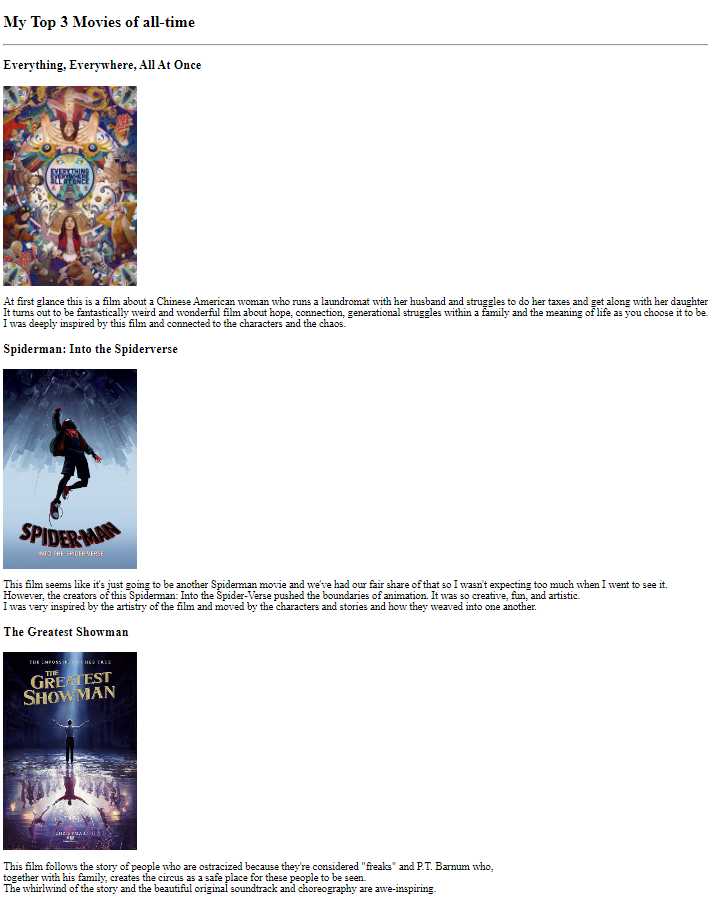 My Top 3 Movies of all-time
Everything, Everywhere, All At Once
EVERYTHING
EVERYWHERE
ALL AT ONCE
At first glance this is a film about a Chinese American woman who runs a laundromat with her husband and struggles to do her taxes and get along with her daughter
It turns out to be fantastically weird and wonderful film about hope, connection, generational struggles within a family and the meaning of life as you choose it to be.
I was deeply inspired by this film and connected to the characters and the chaos.
Spiderman: Into the Spiderverse
SPIDER-MAN
INTO THE SPIDER-VERSE
This film seems like it's just going to be another Spiderman movie and we've had our fair share of that so I wasn't expecting too much when I went to see it.
However, the creators of this Spiderman: Into the Spider-Verse pushed the boundaries of animation. It was so creative, fun, and artistic.
I was very inspired by the artistry of the film and moved by the characters and stories and how they weaved into one another.
The Greatest Showman
THE
GREATEST
SHOWMAN
This film follows the story of people who are ostracized because they're considered "freaks" and P.T. Barnum who,
together with his family, creates the circus as a safe place for these people to be seen.
The whirlwind of the story and the beautiful original soundtrack and choreography are awe-inspiring.